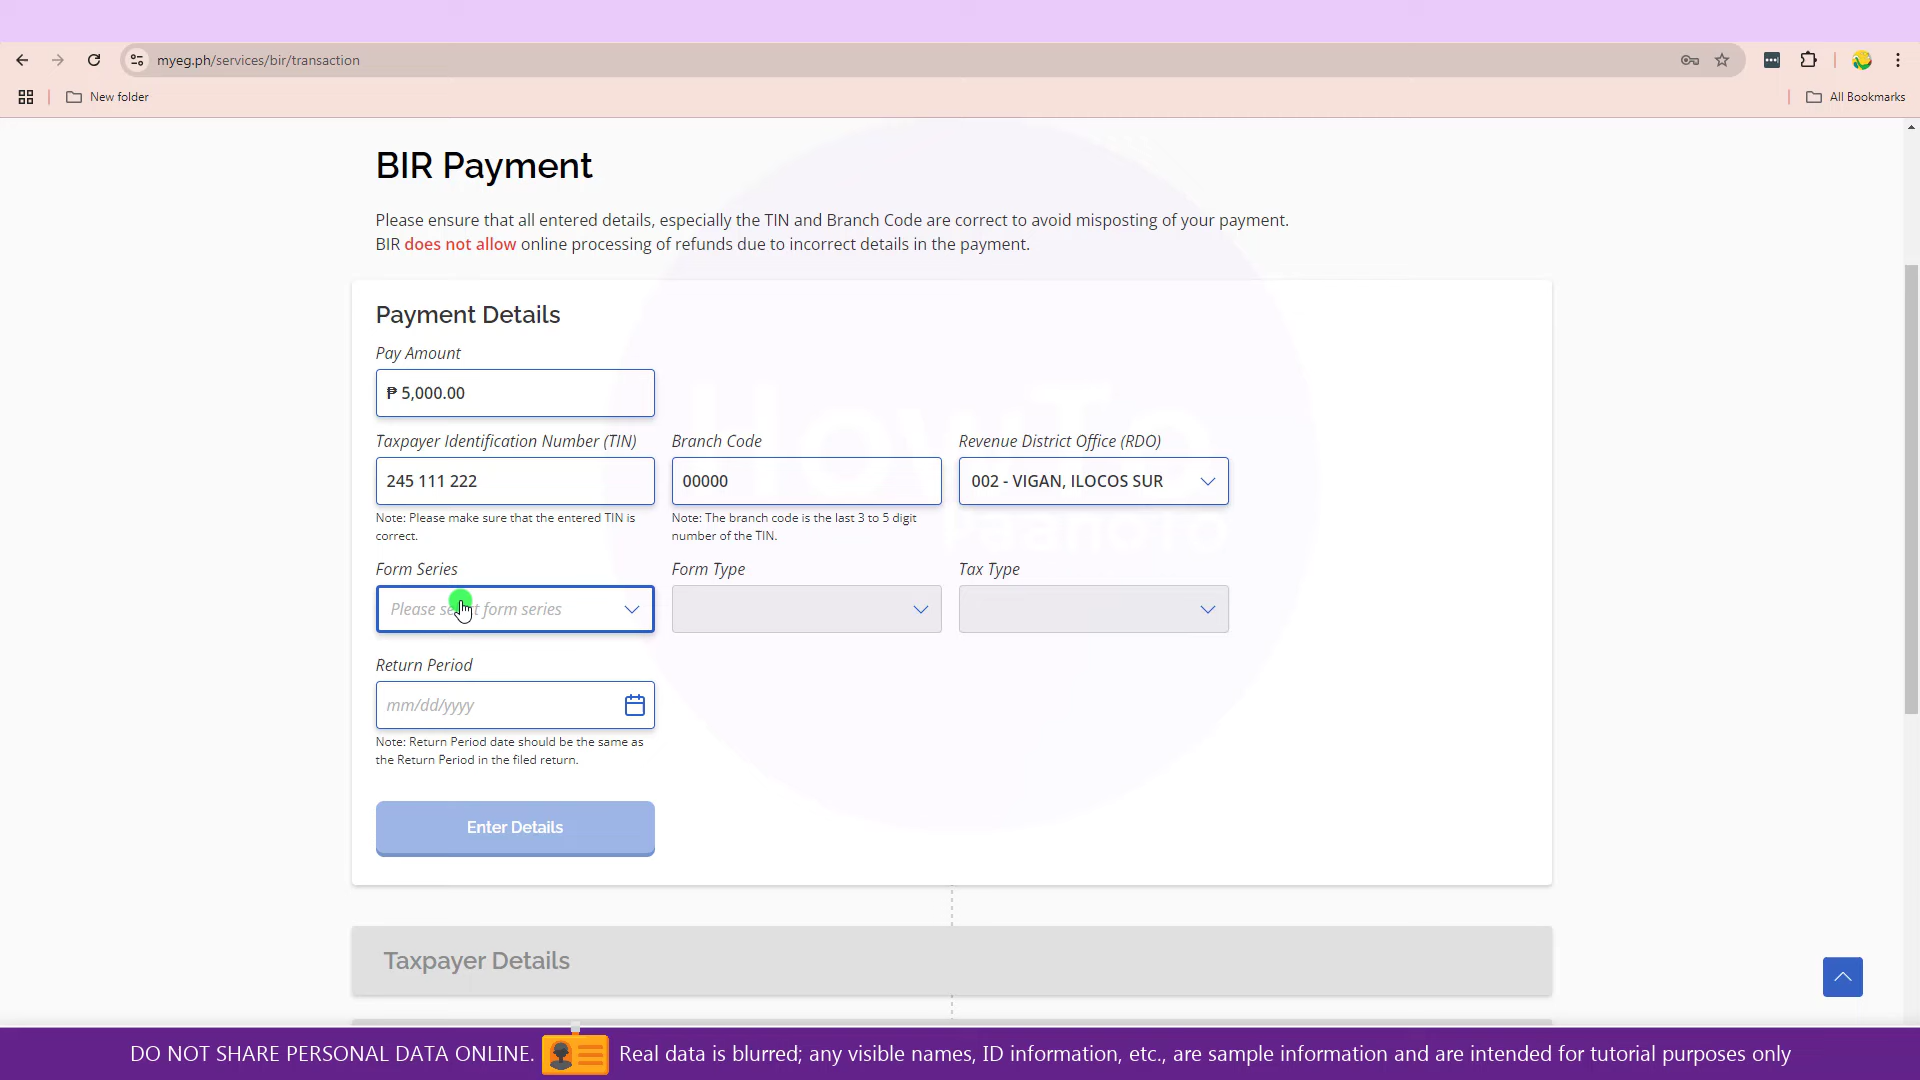 myeg.ph/services/bir/transaction
New folder
All Bookmarks
BIR Payment
Please ensure that all entered details, especially the TIN and Branch Code are correct to avoid misposting of your payment.
BIR does not allow online processing of refunds due to incorrect details in the payment.
Payment Details
Pay Amount
₱ 5,000.00
Taxpayer Identification Number (TIN) Branch Code Revenue District Office (RDO)
245 111 222 00000 002 - VIGAN, ILOCOS SUR
Note: Please make sure that the entered TIN is
correct.
Note: The branch code is the last 3 to 5 digit
number of the TIN.
Form Series Form Type Tax Type
Please select form series
Return Period
mm/dd/yyyy
Note: Return Period date should be the same as
the Return Period in the filed return.
Enter Details
Taxpayer Details
HowTo
PaanoTo
DO NOT SHARE PERSONAL DATA ONLINE. Real data is blurred; any visible names, ID information, etc., are sample information and are intended for tutorial purposes only